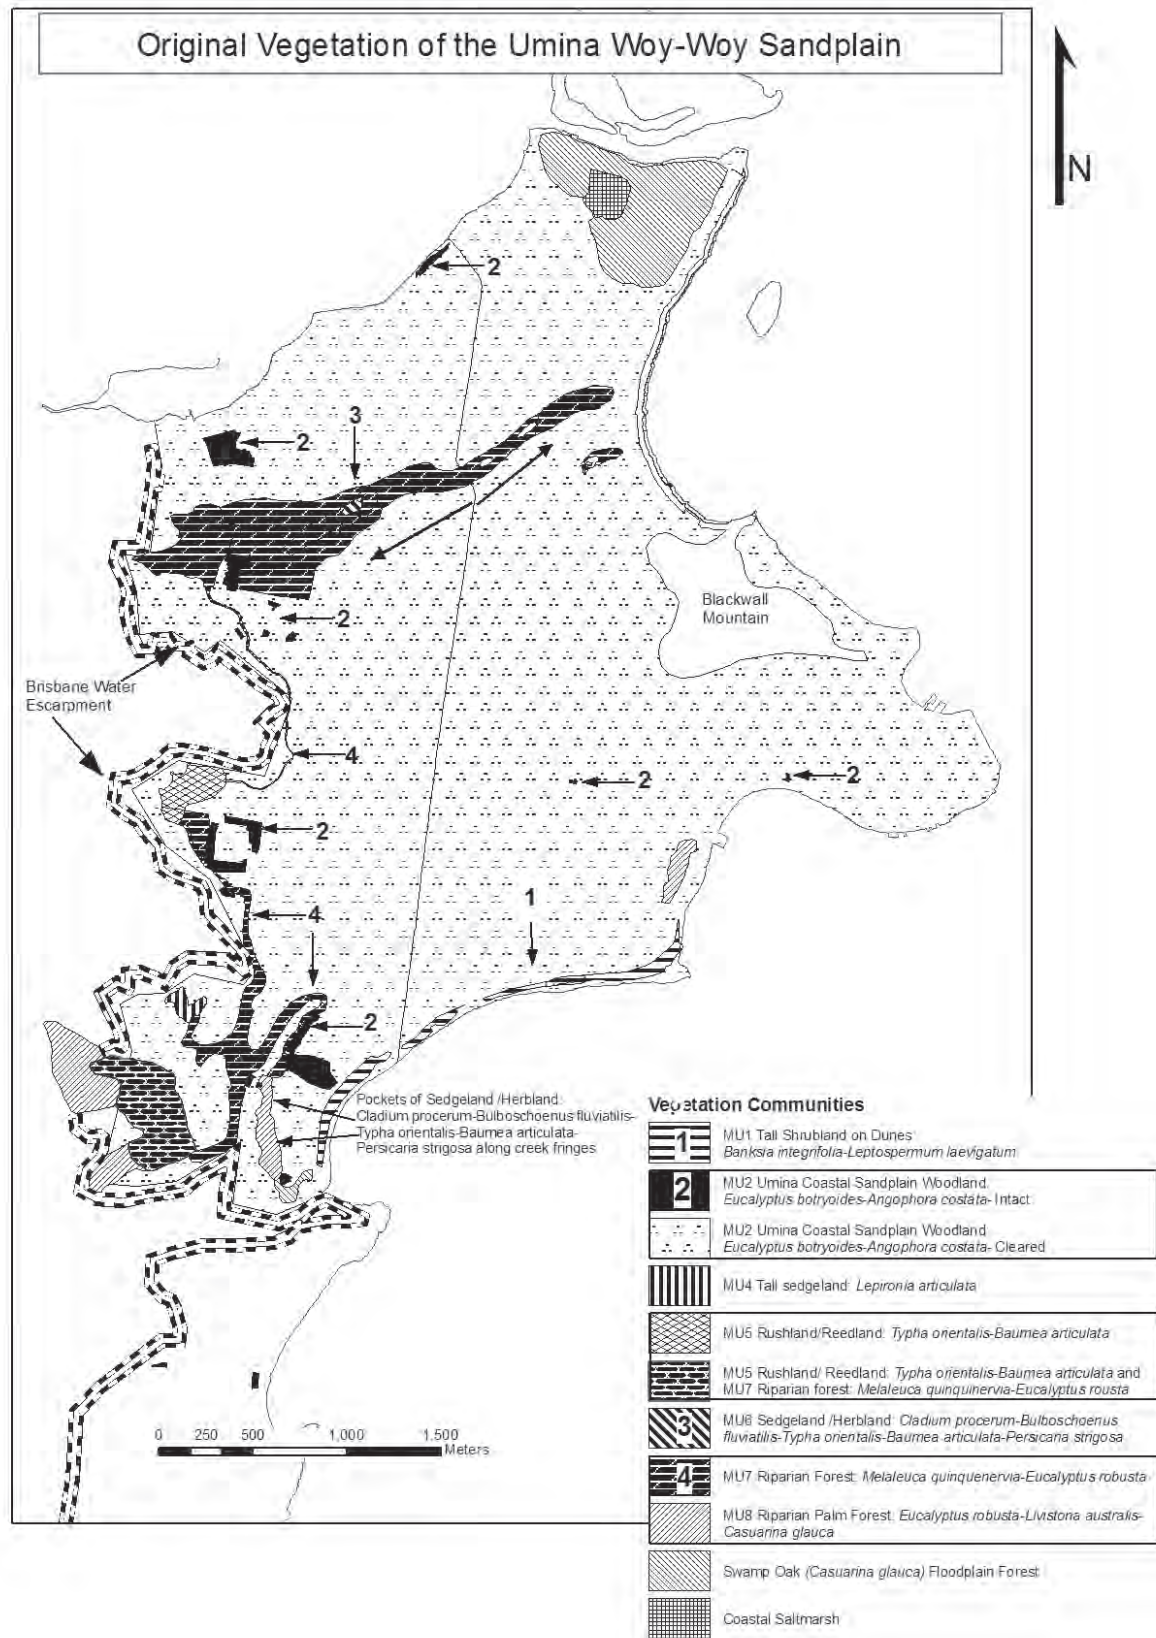 Original Vegetation of the Umina Woy-Woy Sandplain
N
2
3
2
2
Blackwall
Mountain
Brisbane Water
Escarpment
4
2
2
2
4
1
2
Pockets of Sedgeland /Herbland:
Cladium procerum-Bulboschoenus fluviatilis-
Typha orientalis-Baumea articulata-
Persicaria strigosa along creek fringes
0 250 500 1,000 1,500
Meters
Vegetation Communities
1 MU1 Tall Shrubland on Dunes
Banksia integrifolia-Leptospermum laevigatum
2 MU2 Umina Coastal Sandplain Woodland
Eucalyptus botryoides-Angophora costata- Intact
MU2 Umina Coastal Sandplain Woodland
Eucalyptus botryoides-Angophora costata- Cleared
MU4 Tall sedgeland: Lepironia articulata
MU5 Rushland/Reedland: Typha orientalis-Baumea articulata
MU5 Rushland/ Reedland: Typha orientalis-Baumea articulata and
MU7 Riparian forest: Melaleuca quinquinervia-Eucalyptus rousta
3 MU6 Sedgeland /Herbland: Cladium procerum-Bulboschoenus
fluviatilis-Typha orientalis-Baumea articulata-Persicaria strigosa
4 MU7 Riparian Forest: Melaleuca quinquenervia-Eucalyptus robusta
MU8 Riparian Palm Forest: Eucalyptus robusta-Livistona australis-
Casuarina glauca
Swamp Oak (Casuarina glauca) Floodplain Forest
Coastal Saltmarsh